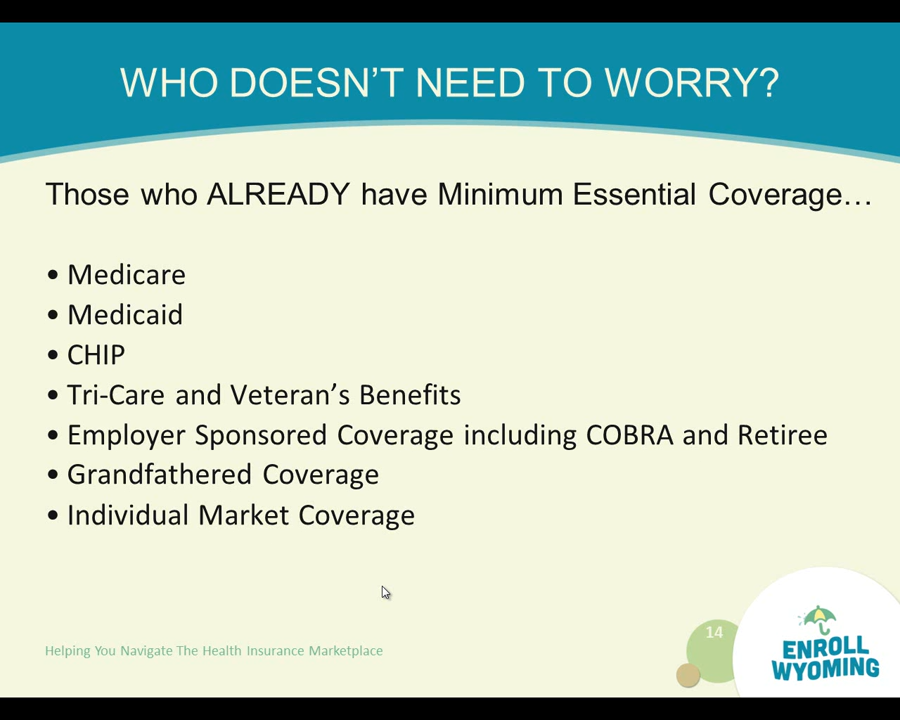 WHO DOESN'T NEED TO WORRY?
Those who ALREADY have Minimum Essential Coverage…
• Medicare
• Medicaid
• CHIP
• Tri-Care and Veteran's Benefits
• Employer Sponsored Coverage including COBRA and Retiree
• Grandfathered Coverage
• Individual Market Coverage
Helping You Navigate The Health Insurance Marketplace
14
ENROLL
WYOMING